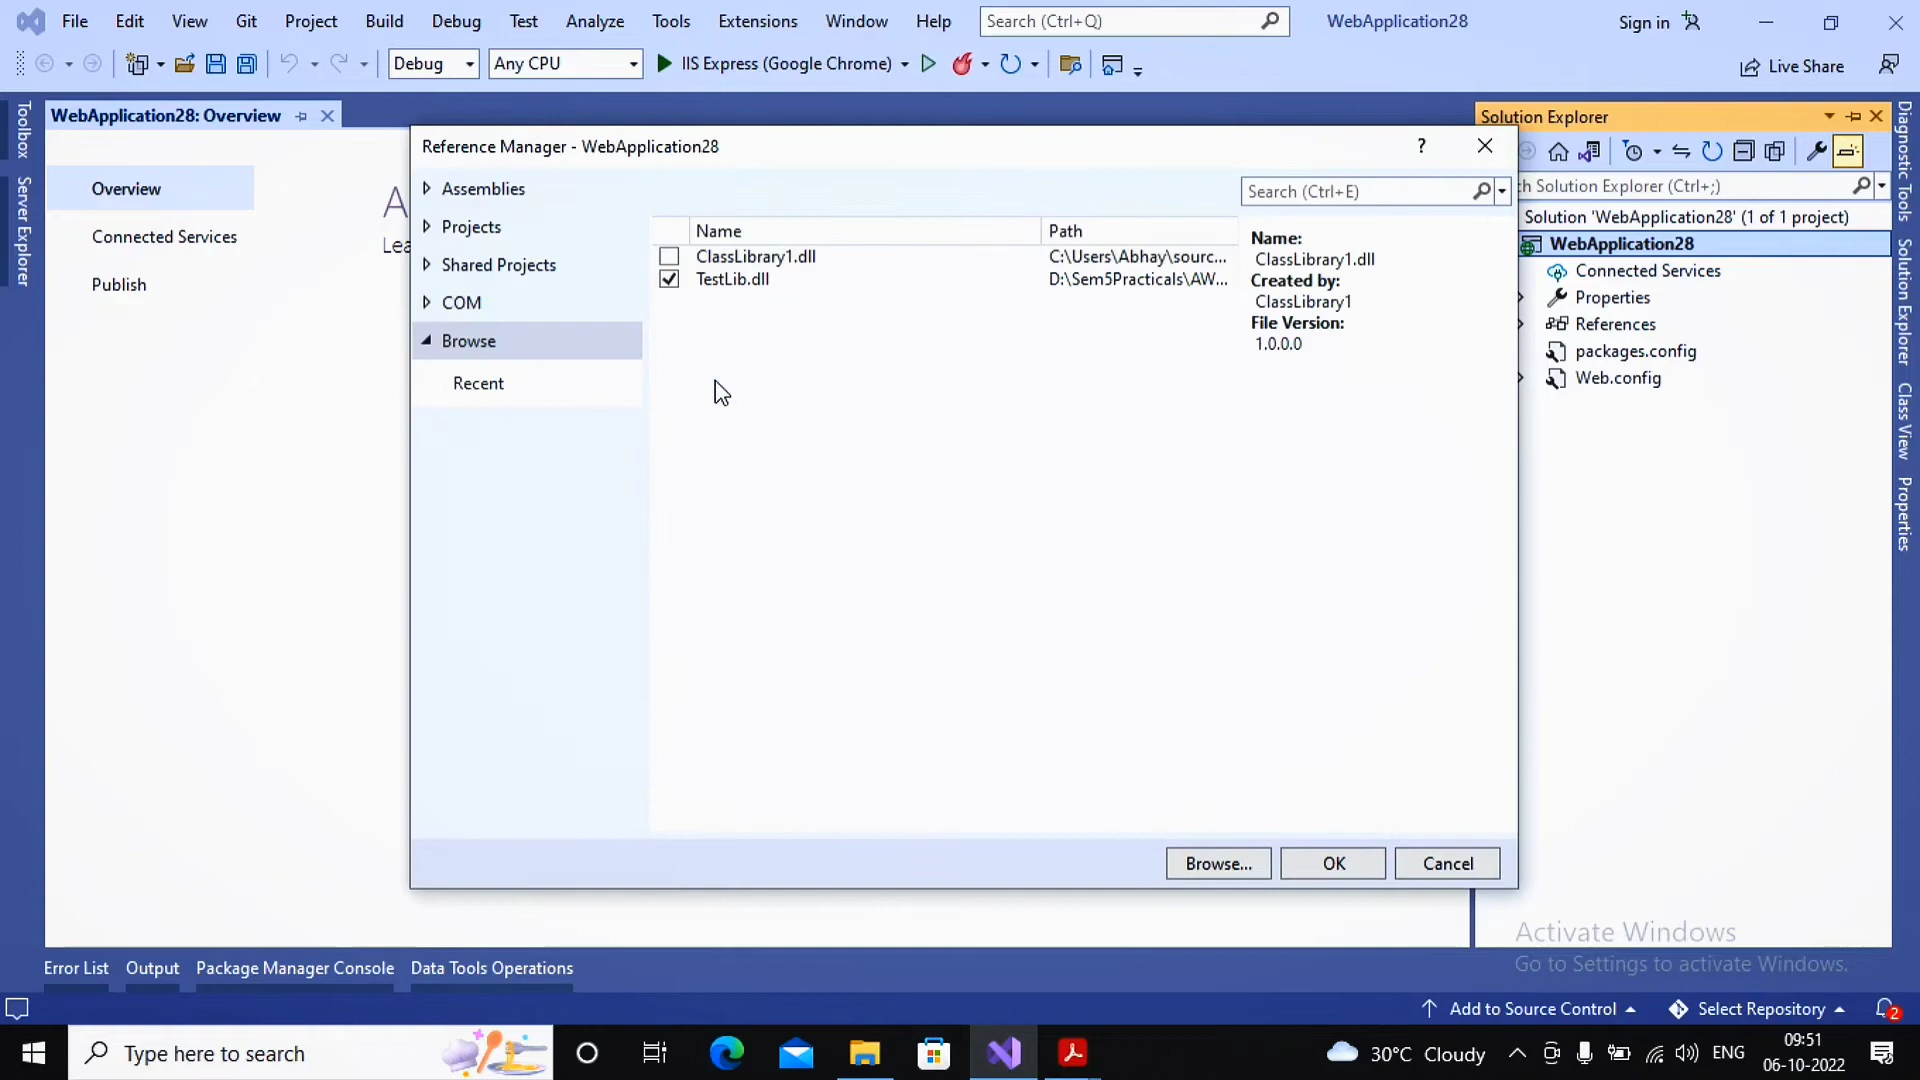 File Edit View Git Project Build Debug Test Analyze Tools Extensions Window Help Search (Ctrl+Q) WebApplication28 Sign in
Debug Any CPU IIS Express (Google Chrome) Live Share
WebApplication28: Overview
Overview
Connected Services
Publish
A
Lea
Toolbox
Server Explorer
Reference Manager - WebApplication28 ?
Assemblies
Projects
Shared Projects
COM
Browse
Recent
Search (Ctrl+E)
Name Path
ClassLibrary1.dll C:\Users\Abhay\sourc...
TestLib.dll D:\Sem5Practicals\AW...
Name:
ClassLibrary1.dll
Created by:
ClassLibrary1
File Version:
1.0.0.0
Browse... OK Cancel
Solution Explorer
ch Solution Explorer (Ctrl+;)
Solution 'WebApplication28' (1 of 1 project)
WebApplication28
Connected Services
Properties
References
packages.config
Web.config
Diagnostic Tools
Solution Explorer
Class View
Properties
Activate Windows
Go to Settings to activate Windows.
Error List Output Package Manager Console Data Tools Operations
Add to Source Control Select Repository 2
Type here to search 30°C Cloudy ENG 09:51
06-10-2022